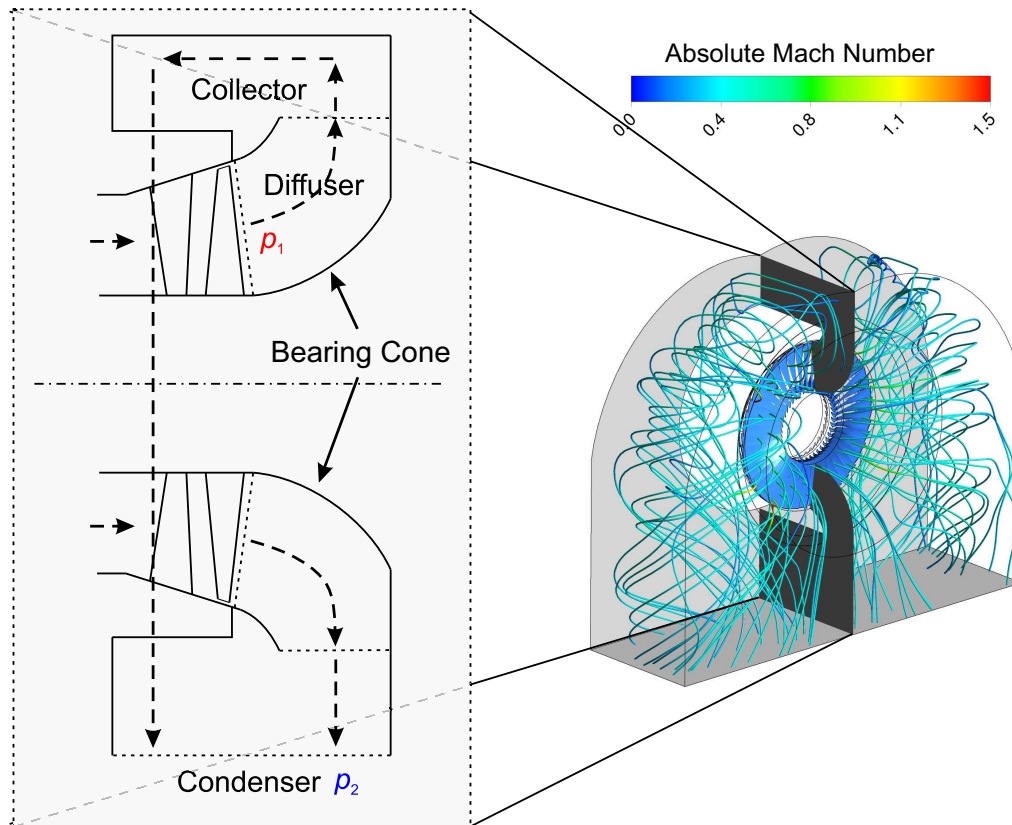 Absolute Mach Number
0.0 0.4 0.8 1.1 1.5
Collector
Diffuser
p₁
Bearing Cone
Condenser p₂